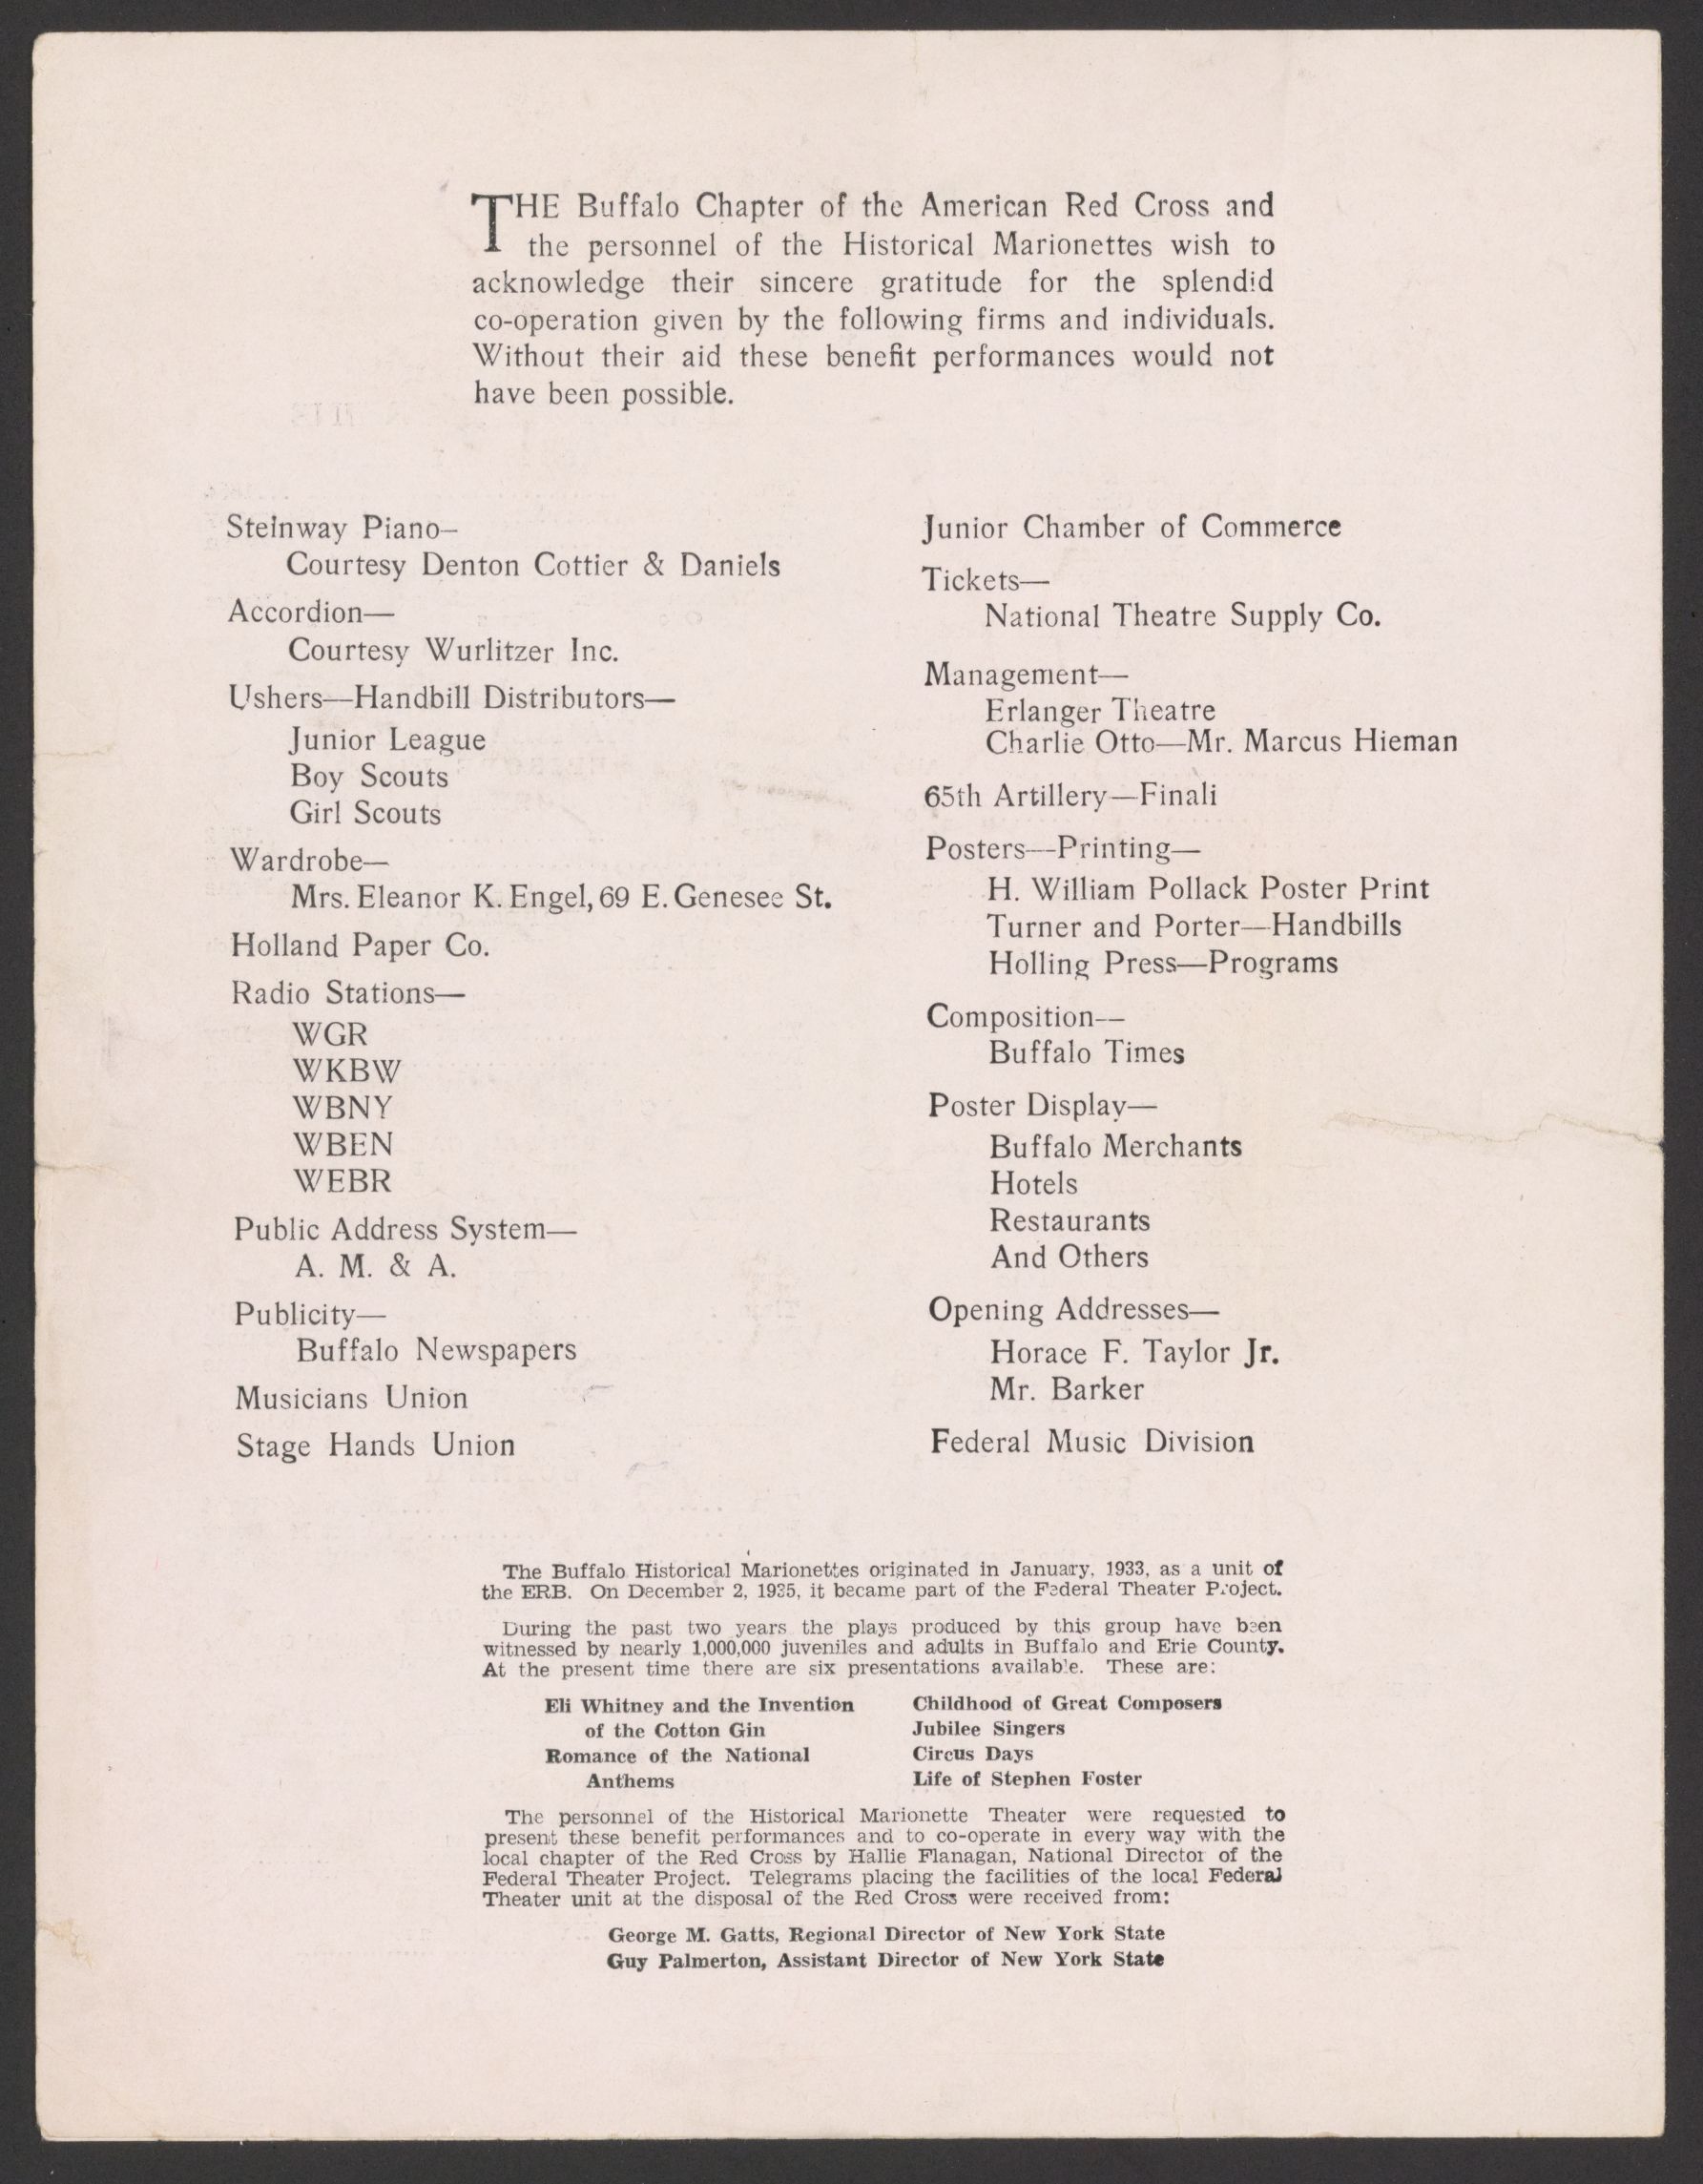 THE Buffalo Chapter of the American Red Cross and
the personnel of the Historical Marionettes wish to
acknowledge their sincere gratitude for the splendid
co-operation given by the following firms and individuals.
Without their aid these benefit performances would not
have been possible.
Steinway Piano—
Courtesy Denton Cottier & Daniels
Accordion—
Courtesy Wurlitzer Inc.
Ushers—Handbill Distributors—
Junior League
Boy Scouts
Girl Scouts
Wardrobe—
Mrs. Eleanor K. Engel, 69 E. Genesee St.
Holland Paper Co.
Radio Stations—
WGR
WKBW
WBNY
WBEN
WEBR
Public Address System—
A. M. & A.
Publicity—
Buffalo Newspapers
Musicians Union
Stage Hands Union
Junior Chamber of Commerce
Tickets—
National Theatre Supply Co.
Management—
Erlanger Theatre
Charlie Otto—Mr. Marcus Hieman
65th Artillery—Finali
Posters—Printing—
H. William Pollack Poster Print
Turner and Porter—Handbills
Holling Press—Programs
Composition—
Buffalo Times
Poster Display—
Buffalo Merchants
Hotels
Restaurants
And Others
Opening Addresses—
Horace F. Taylor Jr.
Mr. Barker
Federal Music Division
The Buffalo Historical Marionettes originated in January, 1933, as a unit of
the ERB. On December 2, 1935, it became part of the Federal Theater Project.
During the past two years the plays produced by this group have been
witnessed by nearly 1,000,000 juveniles and adults in Buffalo and Erie County.
At the present time there are six presentations available. These are:
Eli Whitney and the Invention
of the Cotton Gin
Romance of the National
Anthems
Childhood of Great Composers
Jubilee Singers
Circus Days
Life of Stephen Foster
The personnel of the Historical Marionette Theater were requested to
present these benefit performances and to co-operate in every way with the
local chapter of the Red Cross by Hallie Flanagan, National Director of the
Federal Theater Project. Telegrams placing the facilities of the local Federal
Theater unit at the disposal of the Red Cross were received from:
George M. Gatts, Regional Director of New York State
Guy Palmerton, Assistant Director of New York State